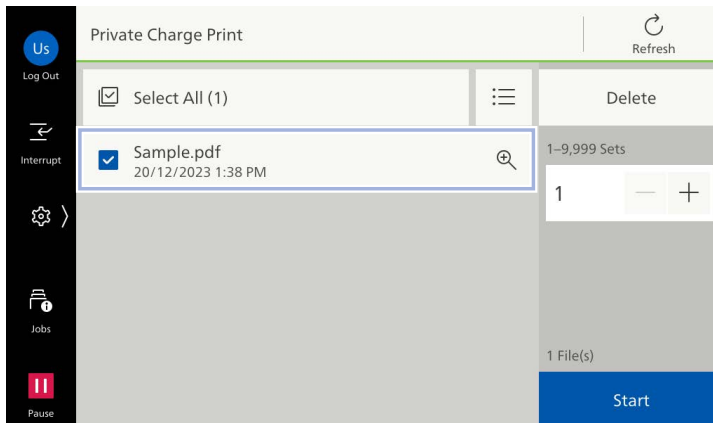 Us
Log Out
Interrupt
Jobs
Pause
Private Charge Print
Refresh
Select All (1)
Delete
Sample.pdf
20/12/2023 1:38 PM
1–9,999 Sets
1
1 File(s)
Start